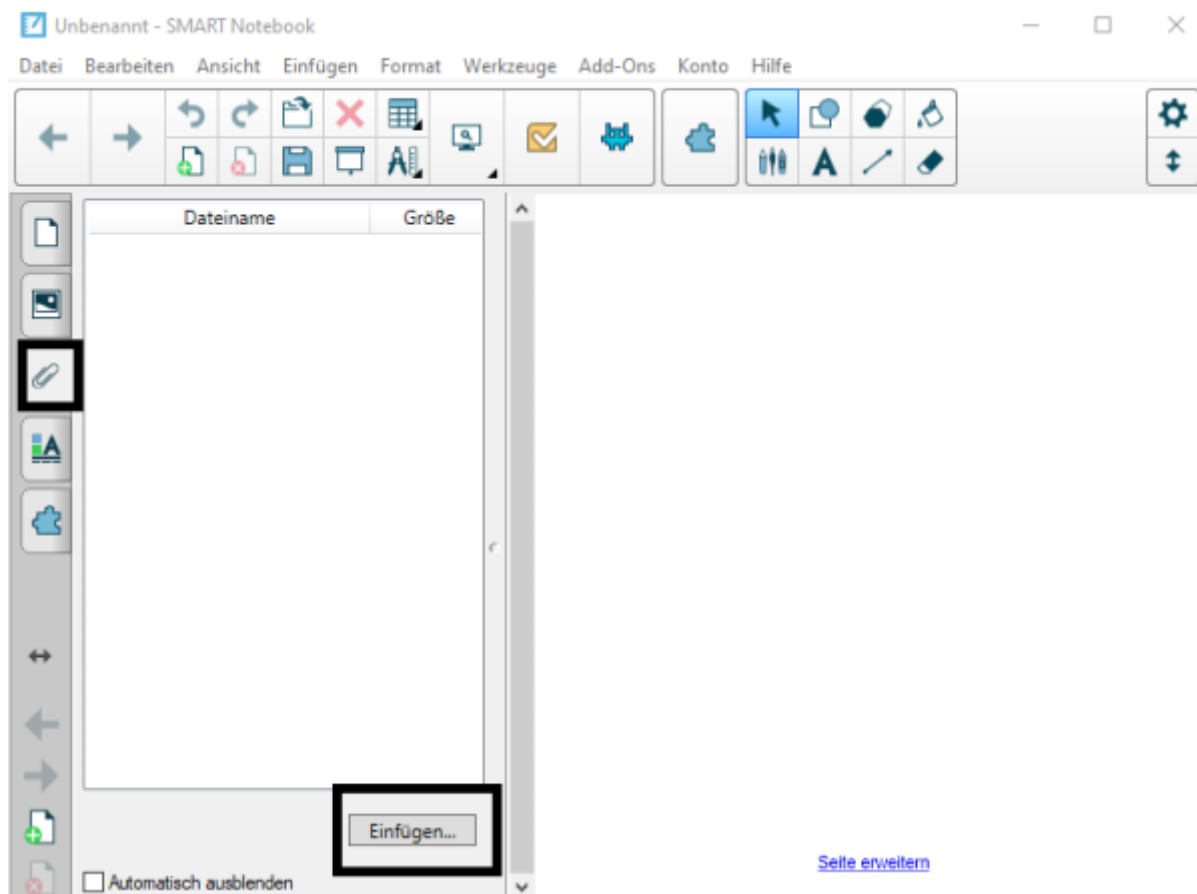 Unbenannt - SMART Notebook
Datei Bearbeiten Ansicht Einfügen Format Werkzeuge Add-Ons Konto Hilfe
Dateiname Größe
Einfügen...
Seite erweitern
Automatisch ausblenden